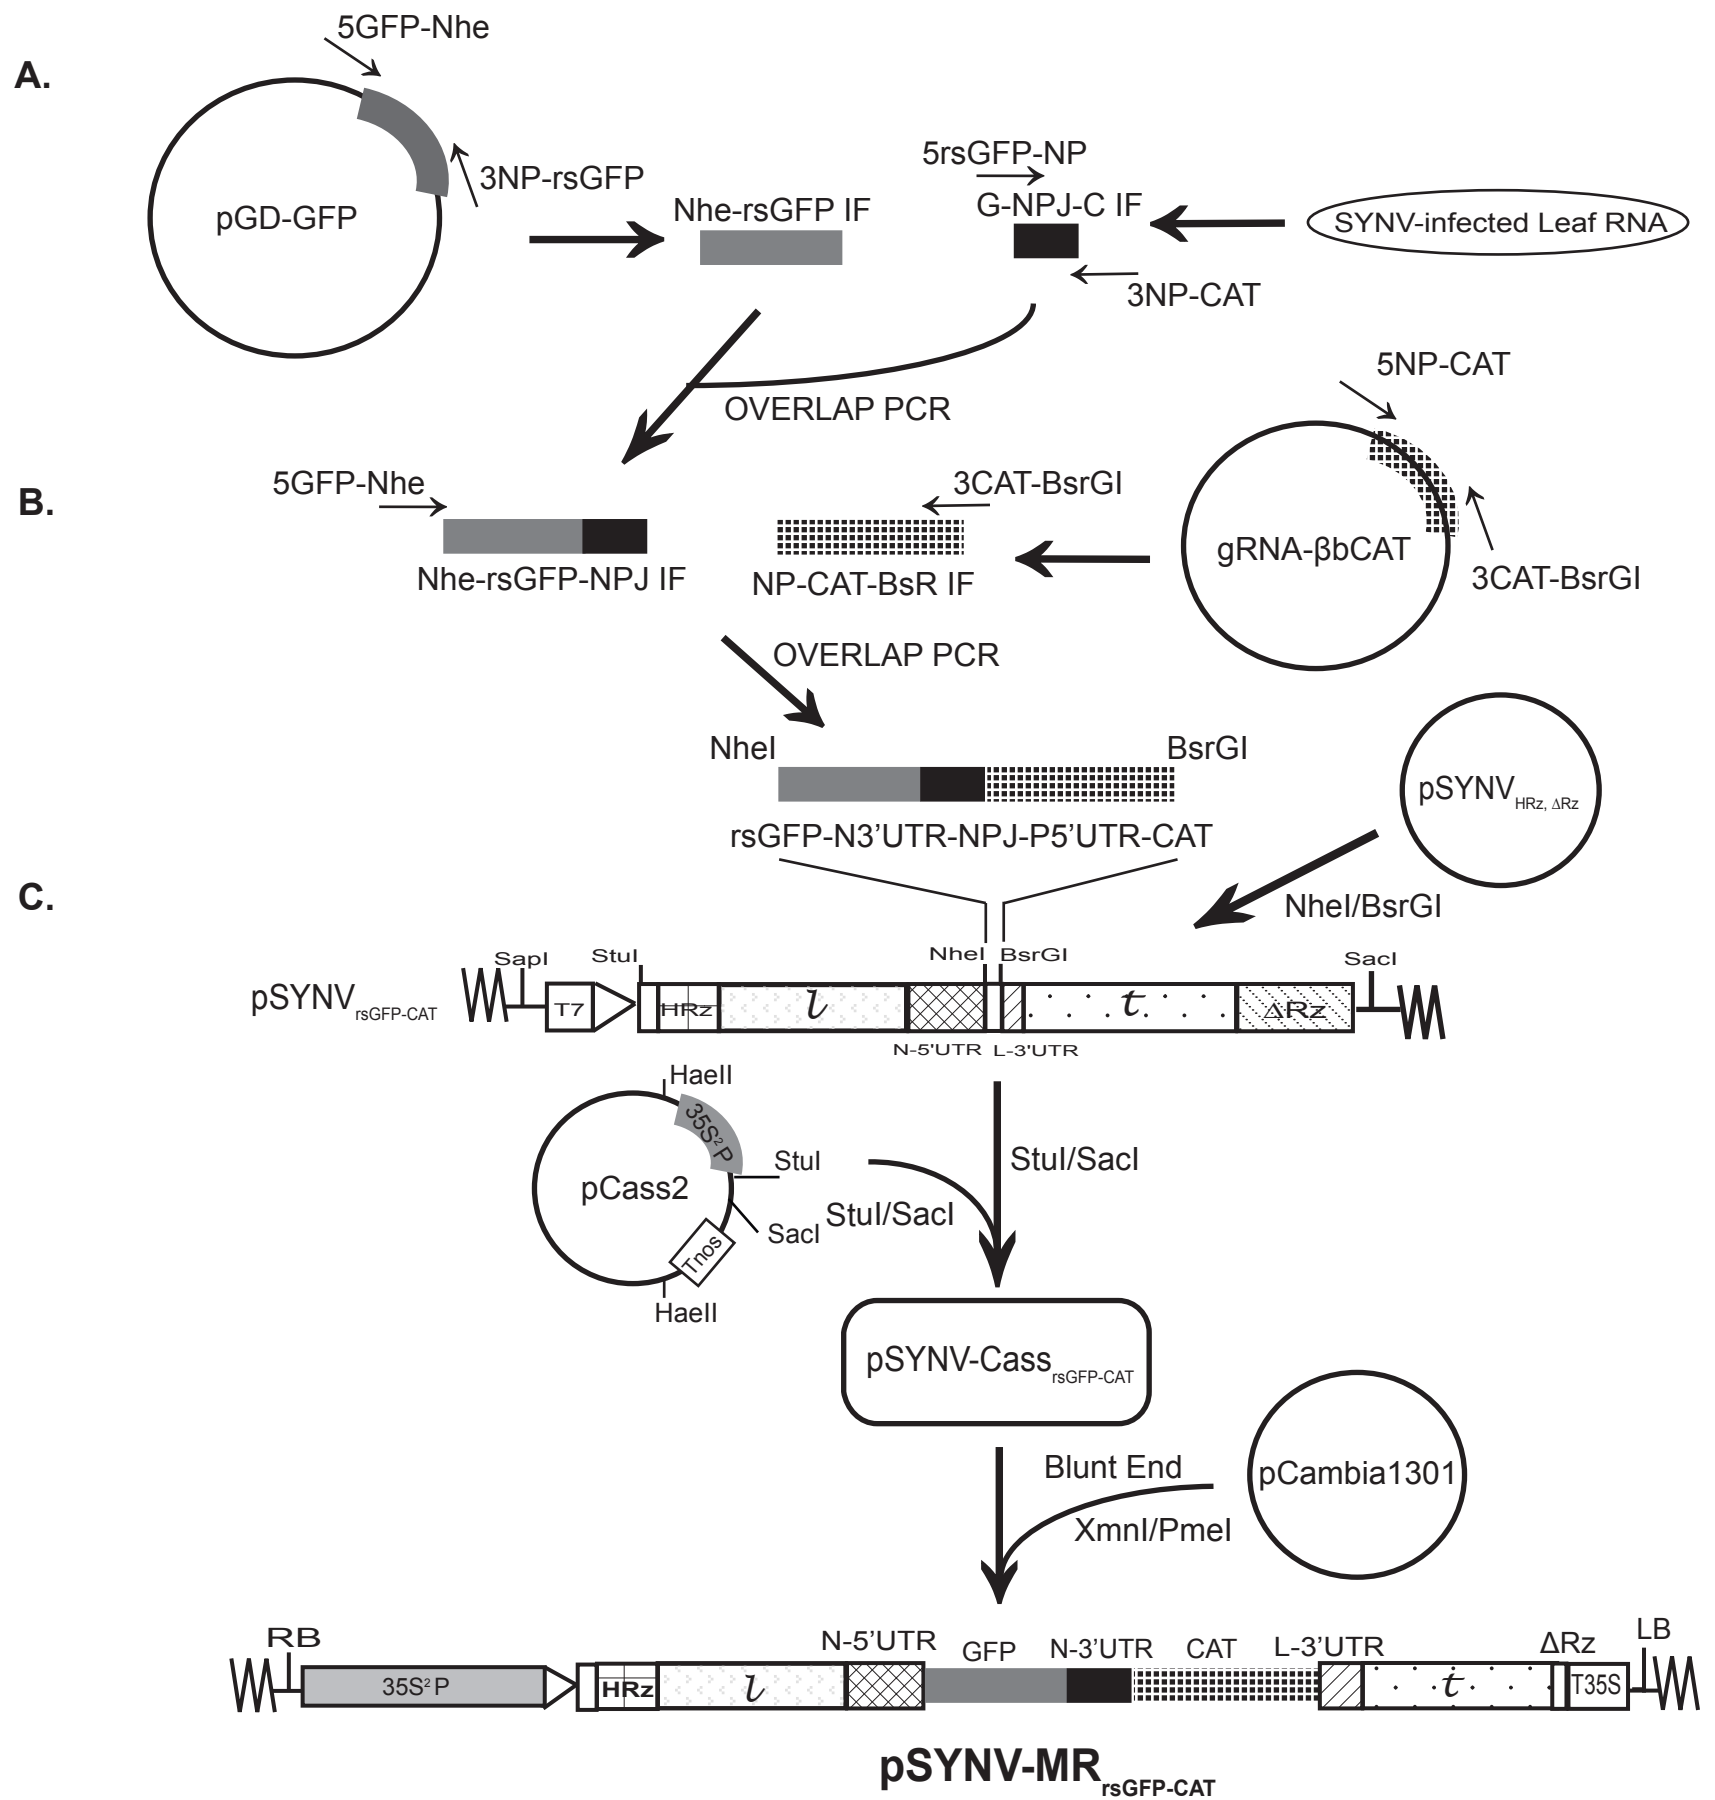 A.
5GFP-Nhe
pGD-GFP
3NP-rsGFP
Nhe-rsGFP IF
5rsGFP-NP
G-NPJ-C IF
3NP-CAT
SYNV-infected Leaf RNA
OVERLAP PCR
B.
5GFP-Nhe
Nhe-rsGFP-NPJ IF
3CAT-BsrGI
NP-CAT-BsR IF
5NP-CAT
gRNA-βbCAT
3CAT-BsrGI
OVERLAP PCR
NheI
BsrGI
rsGFP-N3’UTR-NPJ-P5’UTR-CAT
pSYNV HRz, ΔRz
NheI/BsrGI
C.
pSYNV rsGFP-CAT
SapI
StuI
NheI
BsrGI
SacI
T7
HRz
l
t
ΔRz
N-5'UTR
L-3'UTR
HaeII
35S² P
StuI
pCass2
SacI
Tnos
HaeII
StuI/SacI
StuI/SacI
pSYNV-Cass rsGFP-CAT
Blunt End
XmnI/PmeI
pCambia1301
RB
N-5’UTR
GFP
N-3’UTR
CAT
L-3’UTR
ΔRz
LB
35S² P
HRz
l
t
T35S
pSYNV-MR rsGFP-CAT